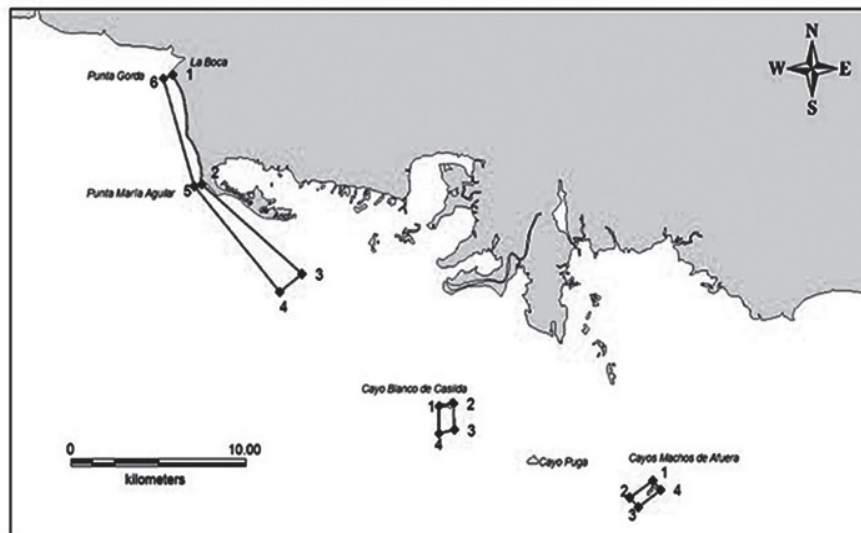 N
W E
S
La Boca
Punta Gorda
6 1
2
Punta María Aguilar 5
3
4
Cayo Blanco de Casilda
1 2
3
4
0 10.00
kilometers
Cayo Puga
Cayos Machos de Afuera
1
2 4
3